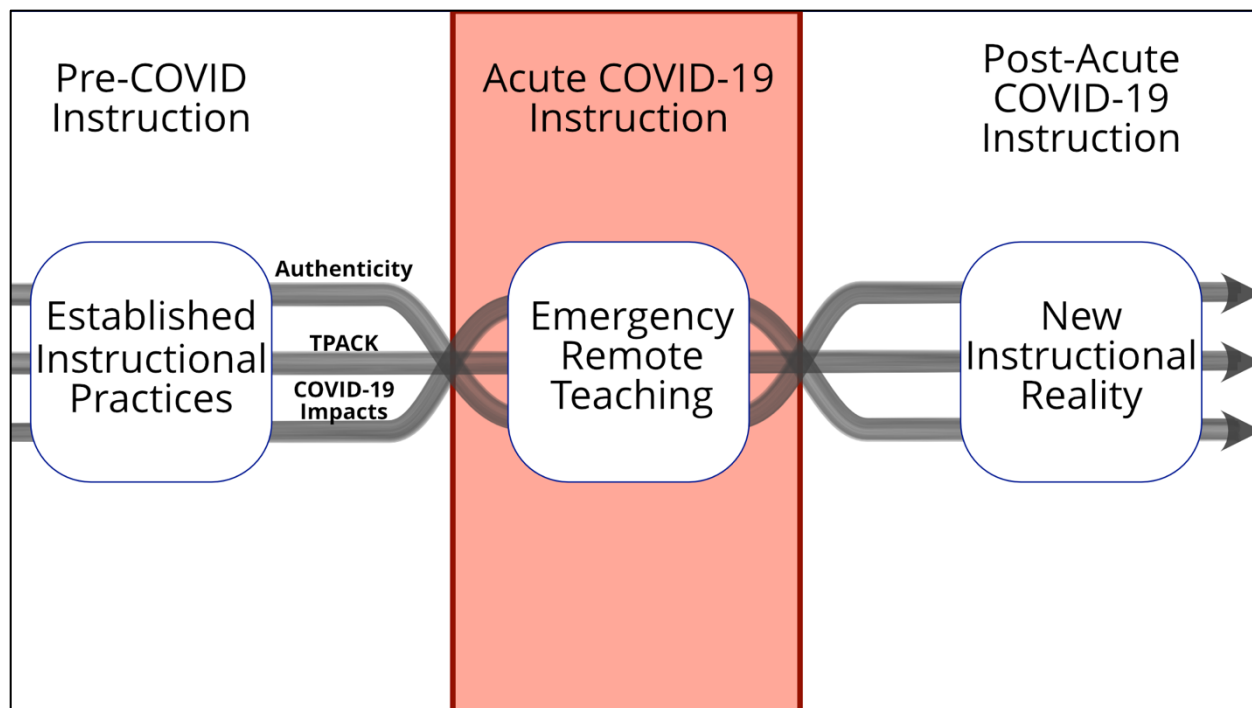 Pre-COVID
Instruction
Acute COVID-19
Instruction
Post-Acute
COVID-19
Instruction
Established
Instructional
Practices
Authenticity
TPACK
COVID-19
Impacts
Emergency
Remote
Teaching
New
Instructional
Reality